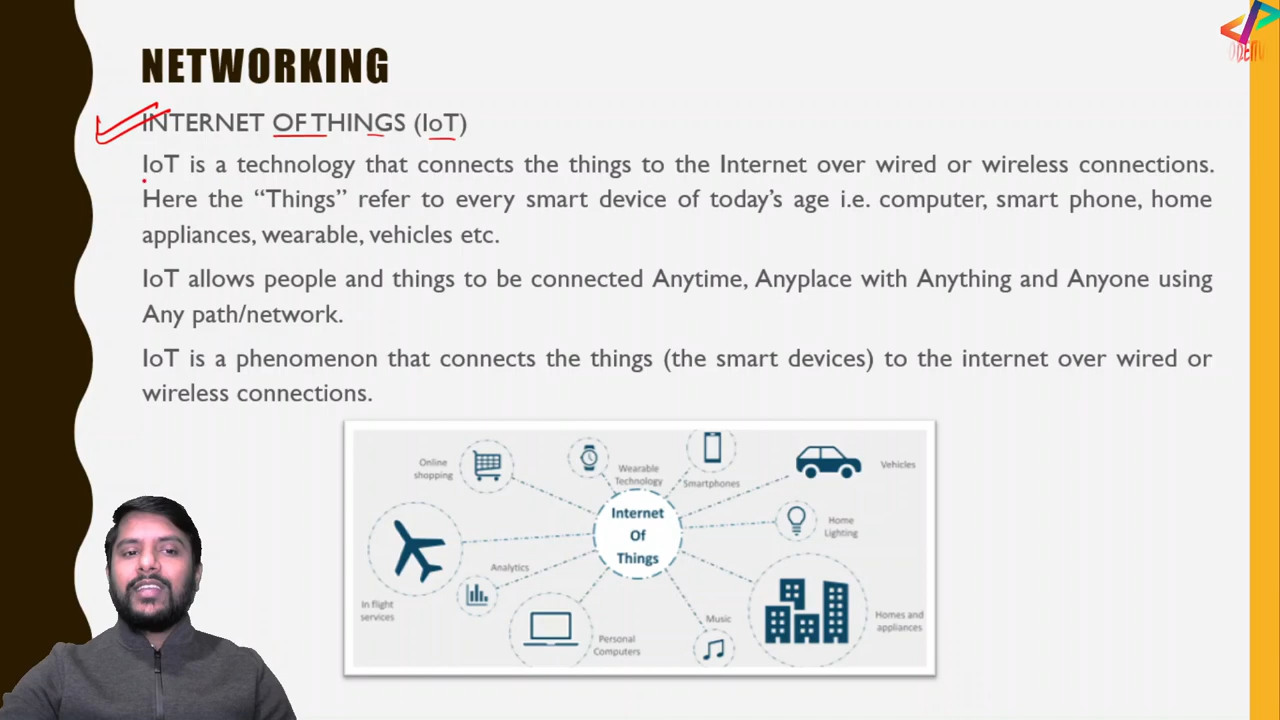 NETWORKING
INTERNET OF THINGS (IoT)
IoT is a technology that connects the things to the Internet over wired or wireless connections.
Here the “Things” refer to every smart device of today’s age i.e. computer, smart phone, home
appliances, wearable, vehicles etc.
IoT allows people and things to be connected Anytime, Anyplace with Anything and Anyone using
Any path/network.
IoT is a phenomenon that connects the things (the smart devices) to the internet over wired or
wireless connections.
Online
shopping
Wearable
Technology
Smartphones
Vehicles
Internet
Of
Things
Home
Lighting
Analytics
In flight
services
Personal
Computers
Music
Homes and
appliances